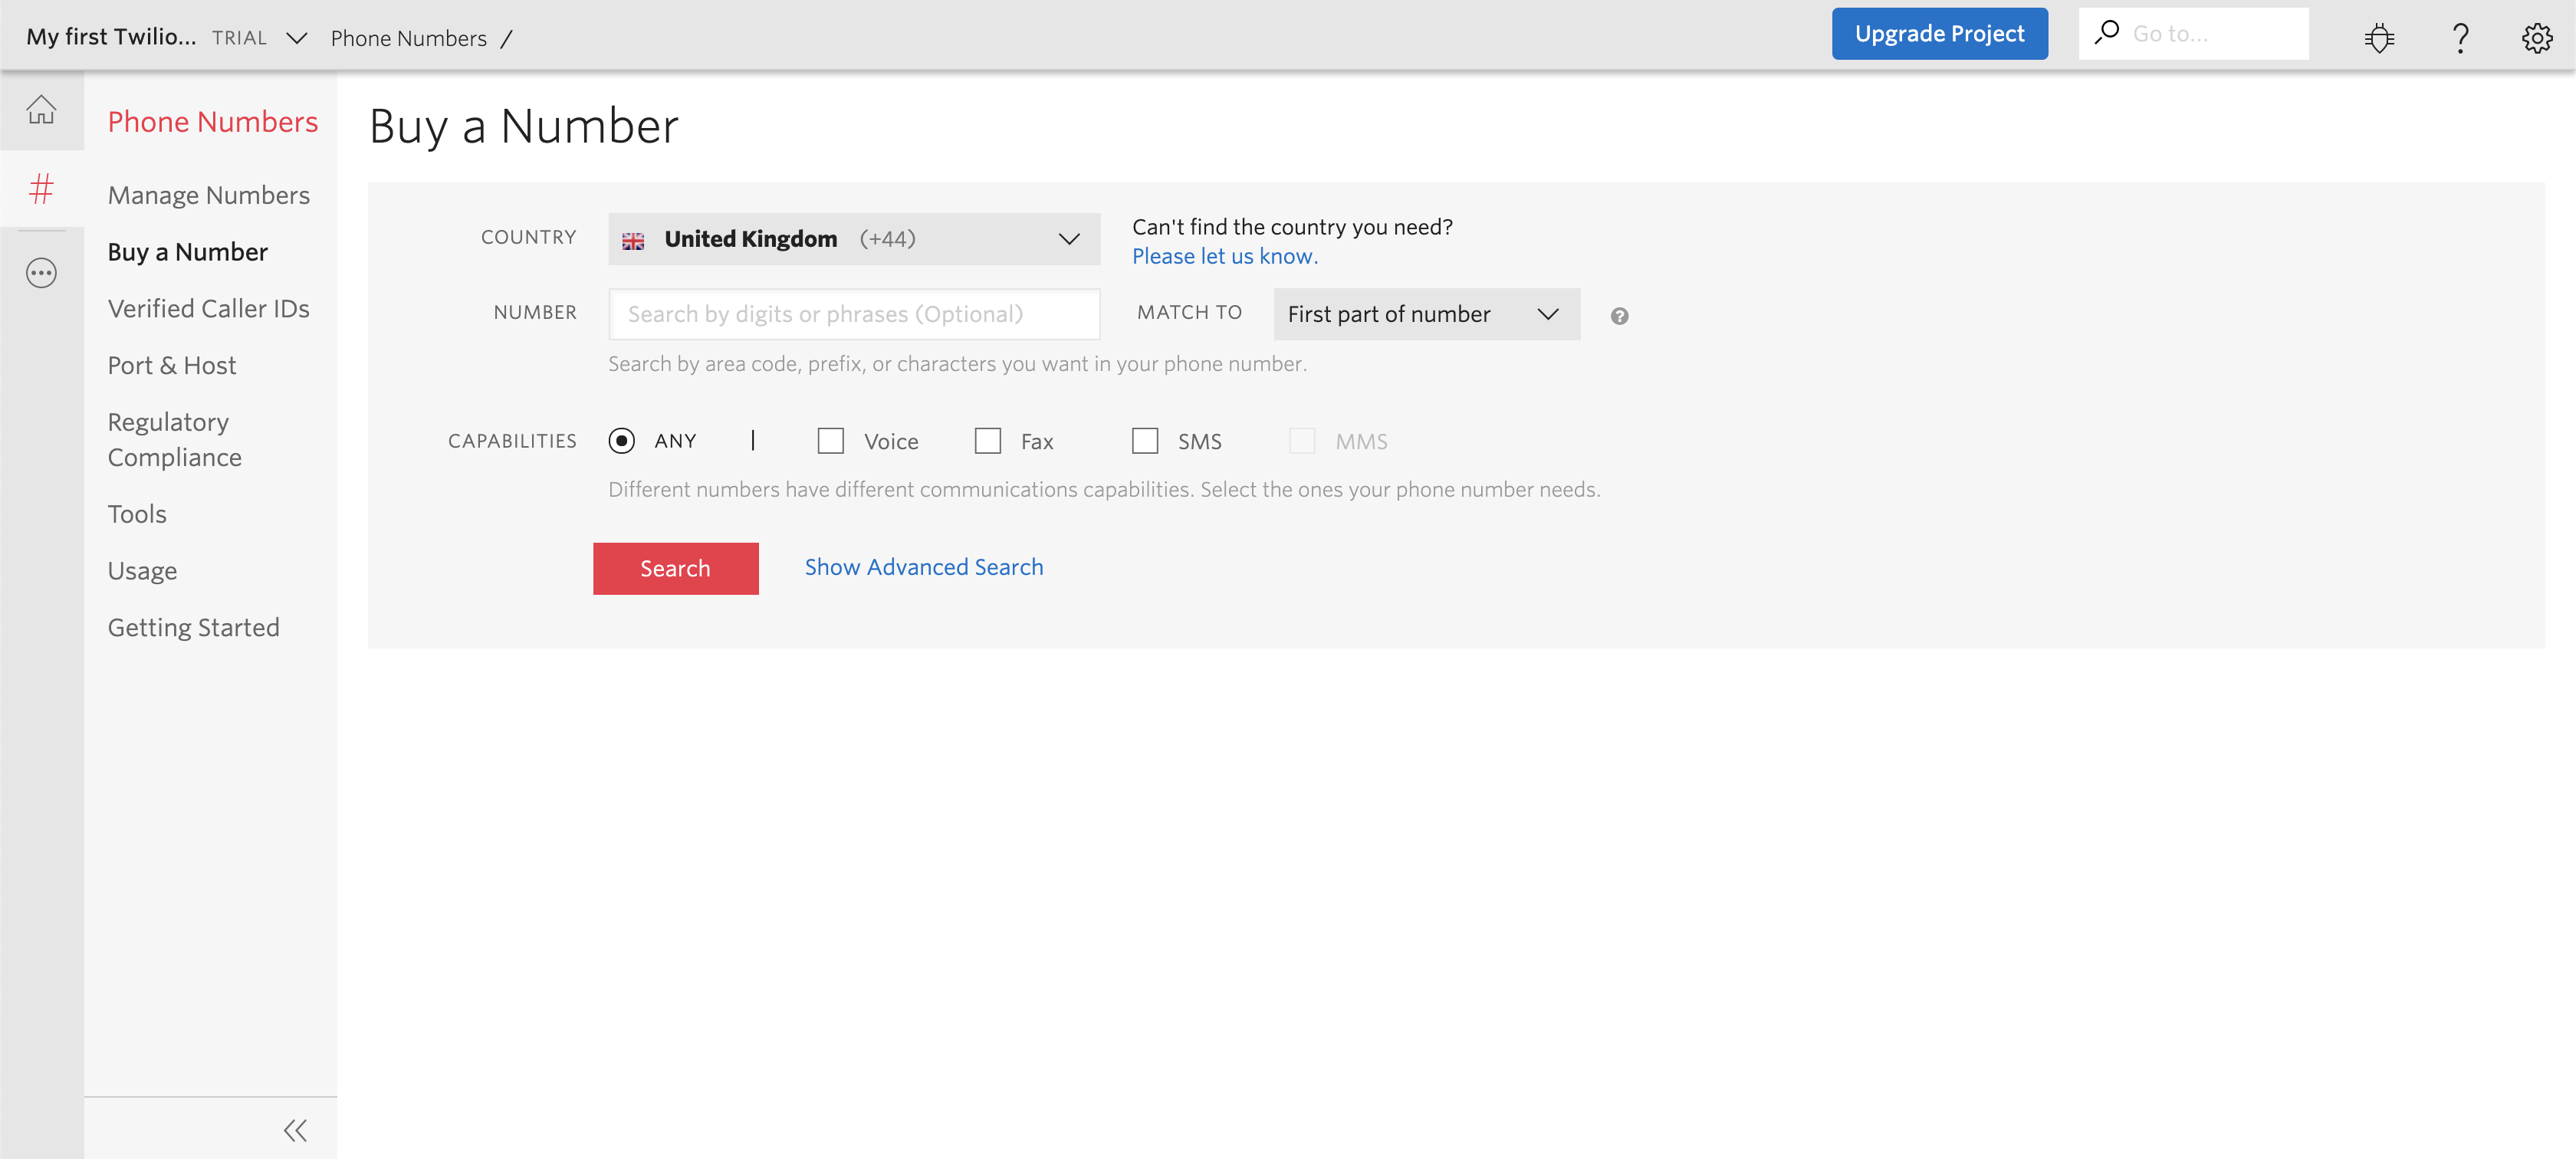 My first Twilio... TRIAL Phone Numbers /
Upgrade Project
Go to...
?
Phone Numbers
#
Manage Numbers
Buy a Number
Verified Caller IDs
Port & Host
Regulatory
Compliance
Tools
Usage
Getting Started
Buy a Number
COUNTRY United Kingdom (+44)
Can't find the country you need?
Please let us know.
NUMBER Search by digits or phrases (Optional) MATCH TO First part of number ?
Search by area code, prefix, or characters you want in your phone number.
CAPABILITIES ANY | Voice Fax SMS MMS
Different numbers have different communications capabilities. Select the ones your phone number needs.
Search Show Advanced Search